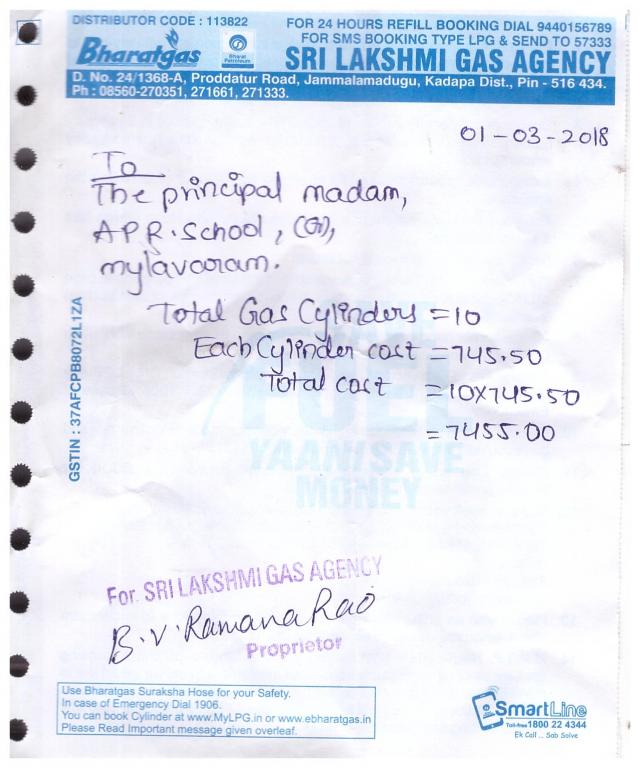 DISTRIBUTOR CODE : 113822
FOR 24 HOURS REFILL BOOKING DIAL 9440156789
FOR SMS BOOKING TYPE LPG & SEND TO 57333
Bharatgas
Bharat Petroleum
SRI LAKSHMI GAS AGENCY
D. No. 24/1368-A, Proddatur Road, Jammalamadugu, Kadapa Dist., Pin - 516 434.
Ph : 08560-270351, 271661, 271333.
01-03-2018
To
The principal madam,
A P R. School, (G),
mylavaram.
Total Gas Cylinders = 10
Each Cylinder cost = 745.50
Total cost = 10x745.50
= 7455.00
GSTIN : 37AFCPB8072L1ZA
SAVE
FUEL
YAANI SAVE
MONEY
For. SRI LAKSHMI GAS AGENCY
B.V. Ramana Rao
Proprietor
Use Bharatgas Suraksha Hose for your Safety.
In case of Emergency Dial 1906.
You can book Cylinder at www.MyLPG.in or www.ebharatgas.in
Please Read Important message given overleaf.
SmartLine
Toll-free 1800 22 4344
Ek Call ... Sab Solve